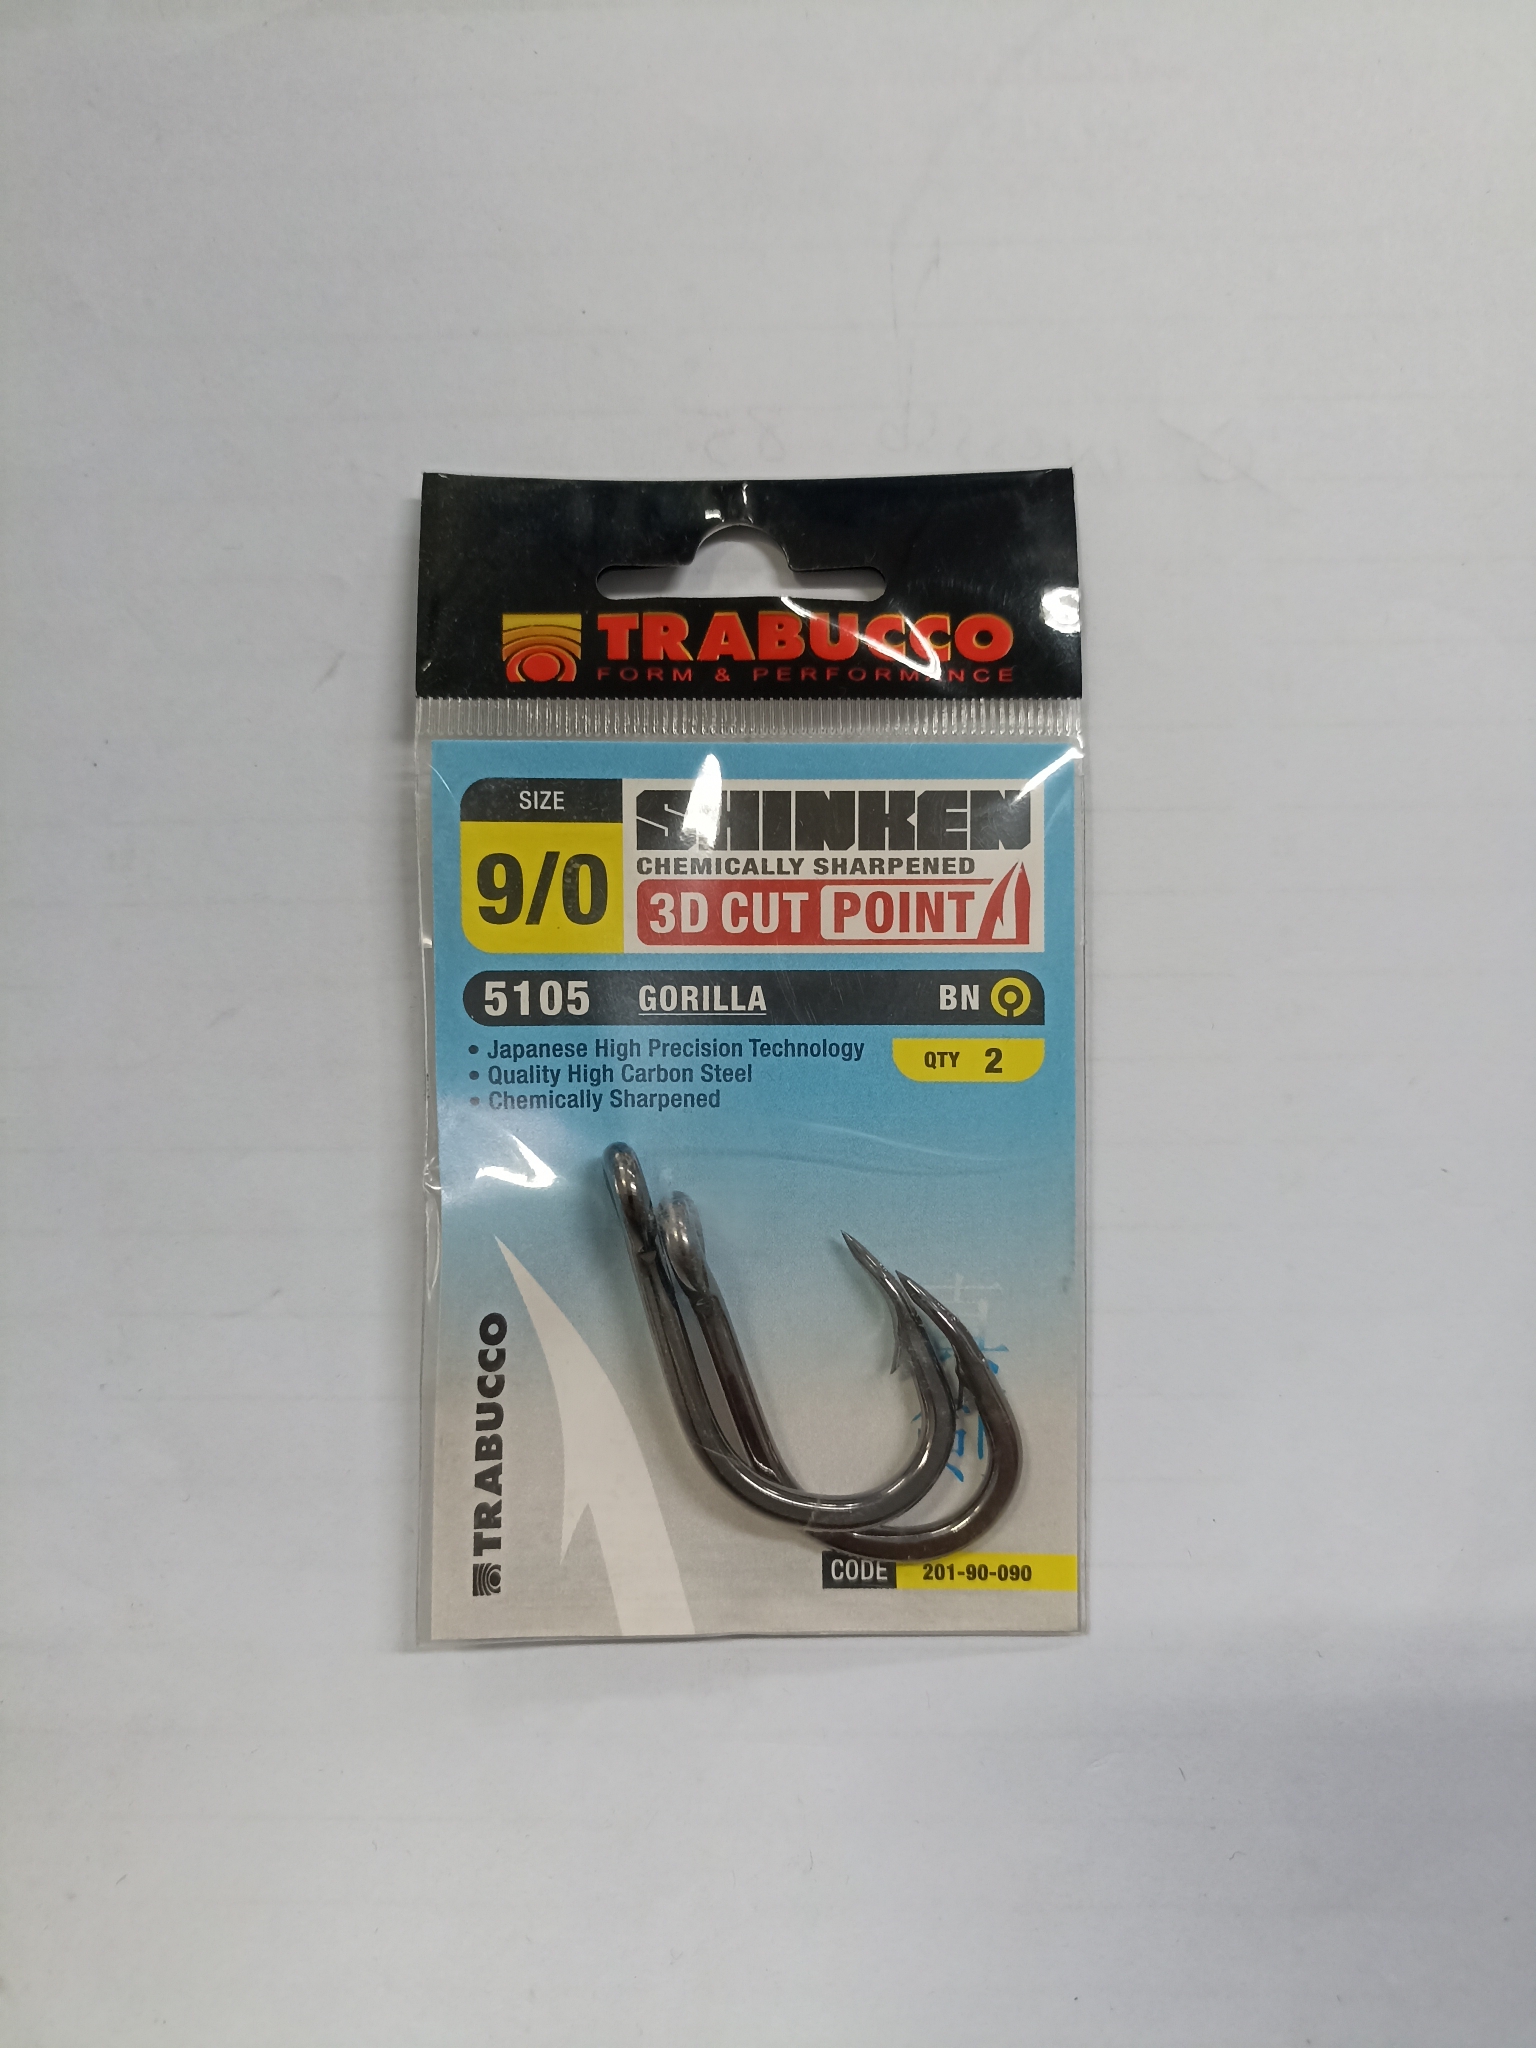 TRABUCCO
FORM & PERFORMANCE
SIZE
9/0
SHINKEN
CHEMICALLY SHARPENED
3D CUT POINT
5105 GORILLA BN
• Japanese High Precision Technology
• Quality High Carbon Steel
• Chemically Sharpened
QTY 2
TRABUCCO
CODE 201-90-090